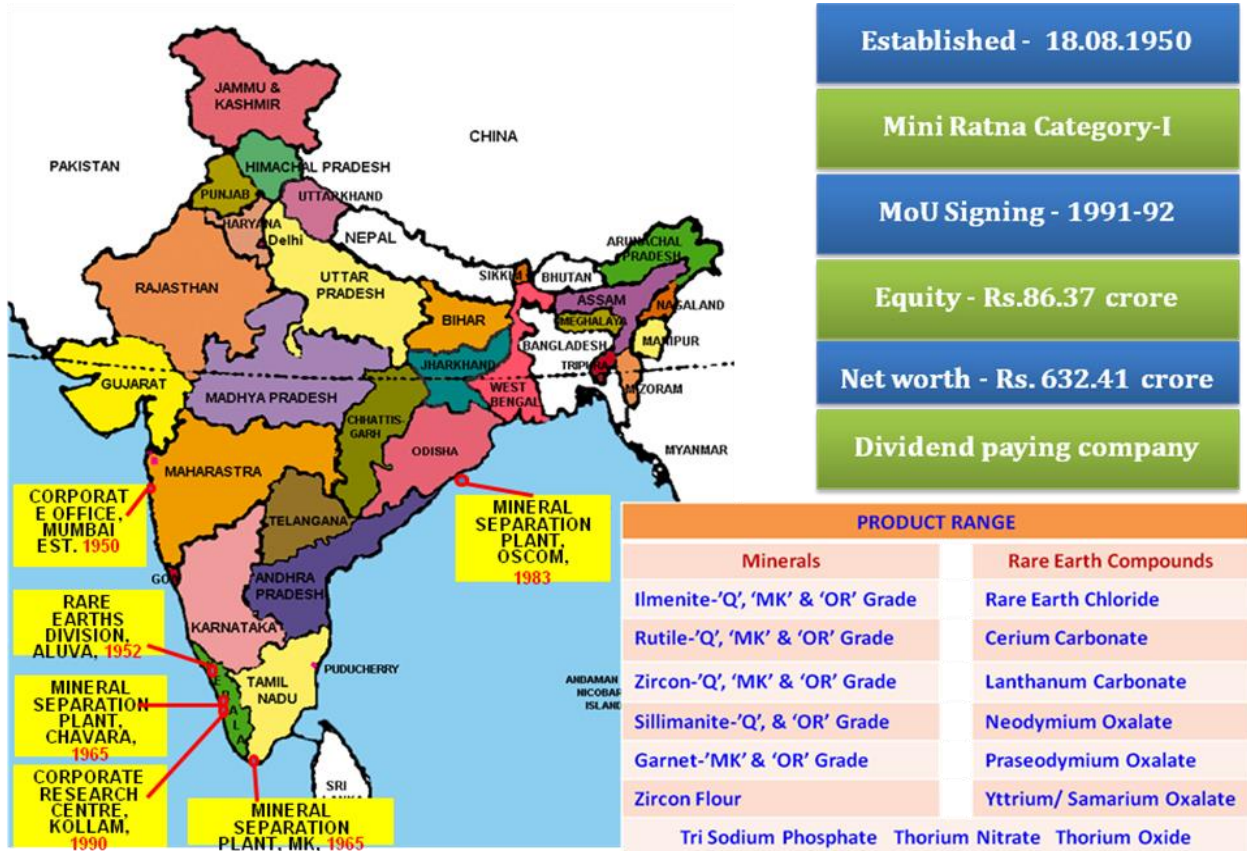 JAMMU &
KASHMIR
CHINA
PAKISTAN
HIMACHAL PRADESH
PUNJAB
UTTARKHAND
HARYANA
Delhi
NEPAL
ARUNACHAL
PRADESH
SIKKIM
BHUTAN
RAJASTHAN
UTTAR
PRADESH
ASSAM
NAGALAND
BIHAR
MEGHALAYA
BANGLADESH
MANIPUR
JHARKHAND
TRIPURA
GUJARAT
WEST
BENGAL
MIZORAM
MADHYA PRADESH
CHHATTIS-
GARH
MYANMAR
ODISHA
MAHARASTRA
TELANGANA
GOA
ANDHRA
PRADESH
KARNATAKA
PUDUCHERRY
TAMIL
NADU
KERALA
ANDAMAN
NICOBAR
ISLAND
SRI
LANKA
CORPORAT
E OFFICE,
MUMBAI
EST. 1950
RARE
EARTHS
DIVISION,
ALUVA, 1952
MINERAL
SEPARATION
PLANT,
CHAVARA,
1965
CORPORATE
RESEARCH
CENTRE,
KOLLAM,
1990
MINERAL
SEPARATION
PLANT, MK, 1965
MINERAL
SEPARATION
PLANT,
OSCOM,
1983
Established - 18.08.1950
Mini Ratna Category-I
MoU Signing - 1991-92
Equity - Rs.86.37 crore
Net worth - Rs. 632.41 crore
Dividend paying company
PRODUCT RANGE
Minerals Rare Earth Compounds
Ilmenite-'Q', 'MK' & 'OR' Grade Rare Earth Chloride
Rutile-'Q', 'MK' & 'OR' Grade Cerium Carbonate
Zircon-'Q', 'MK' & 'OR' Grade Lanthanum Carbonate
Sillimanite-'Q', & 'OR' Grade Neodymium Oxalate
Garnet-'MK' & 'OR' Grade Praseodymium Oxalate
Zircon Flour Yttrium/ Samarium Oxalate
Tri Sodium Phosphate Thorium Nitrate Thorium Oxide